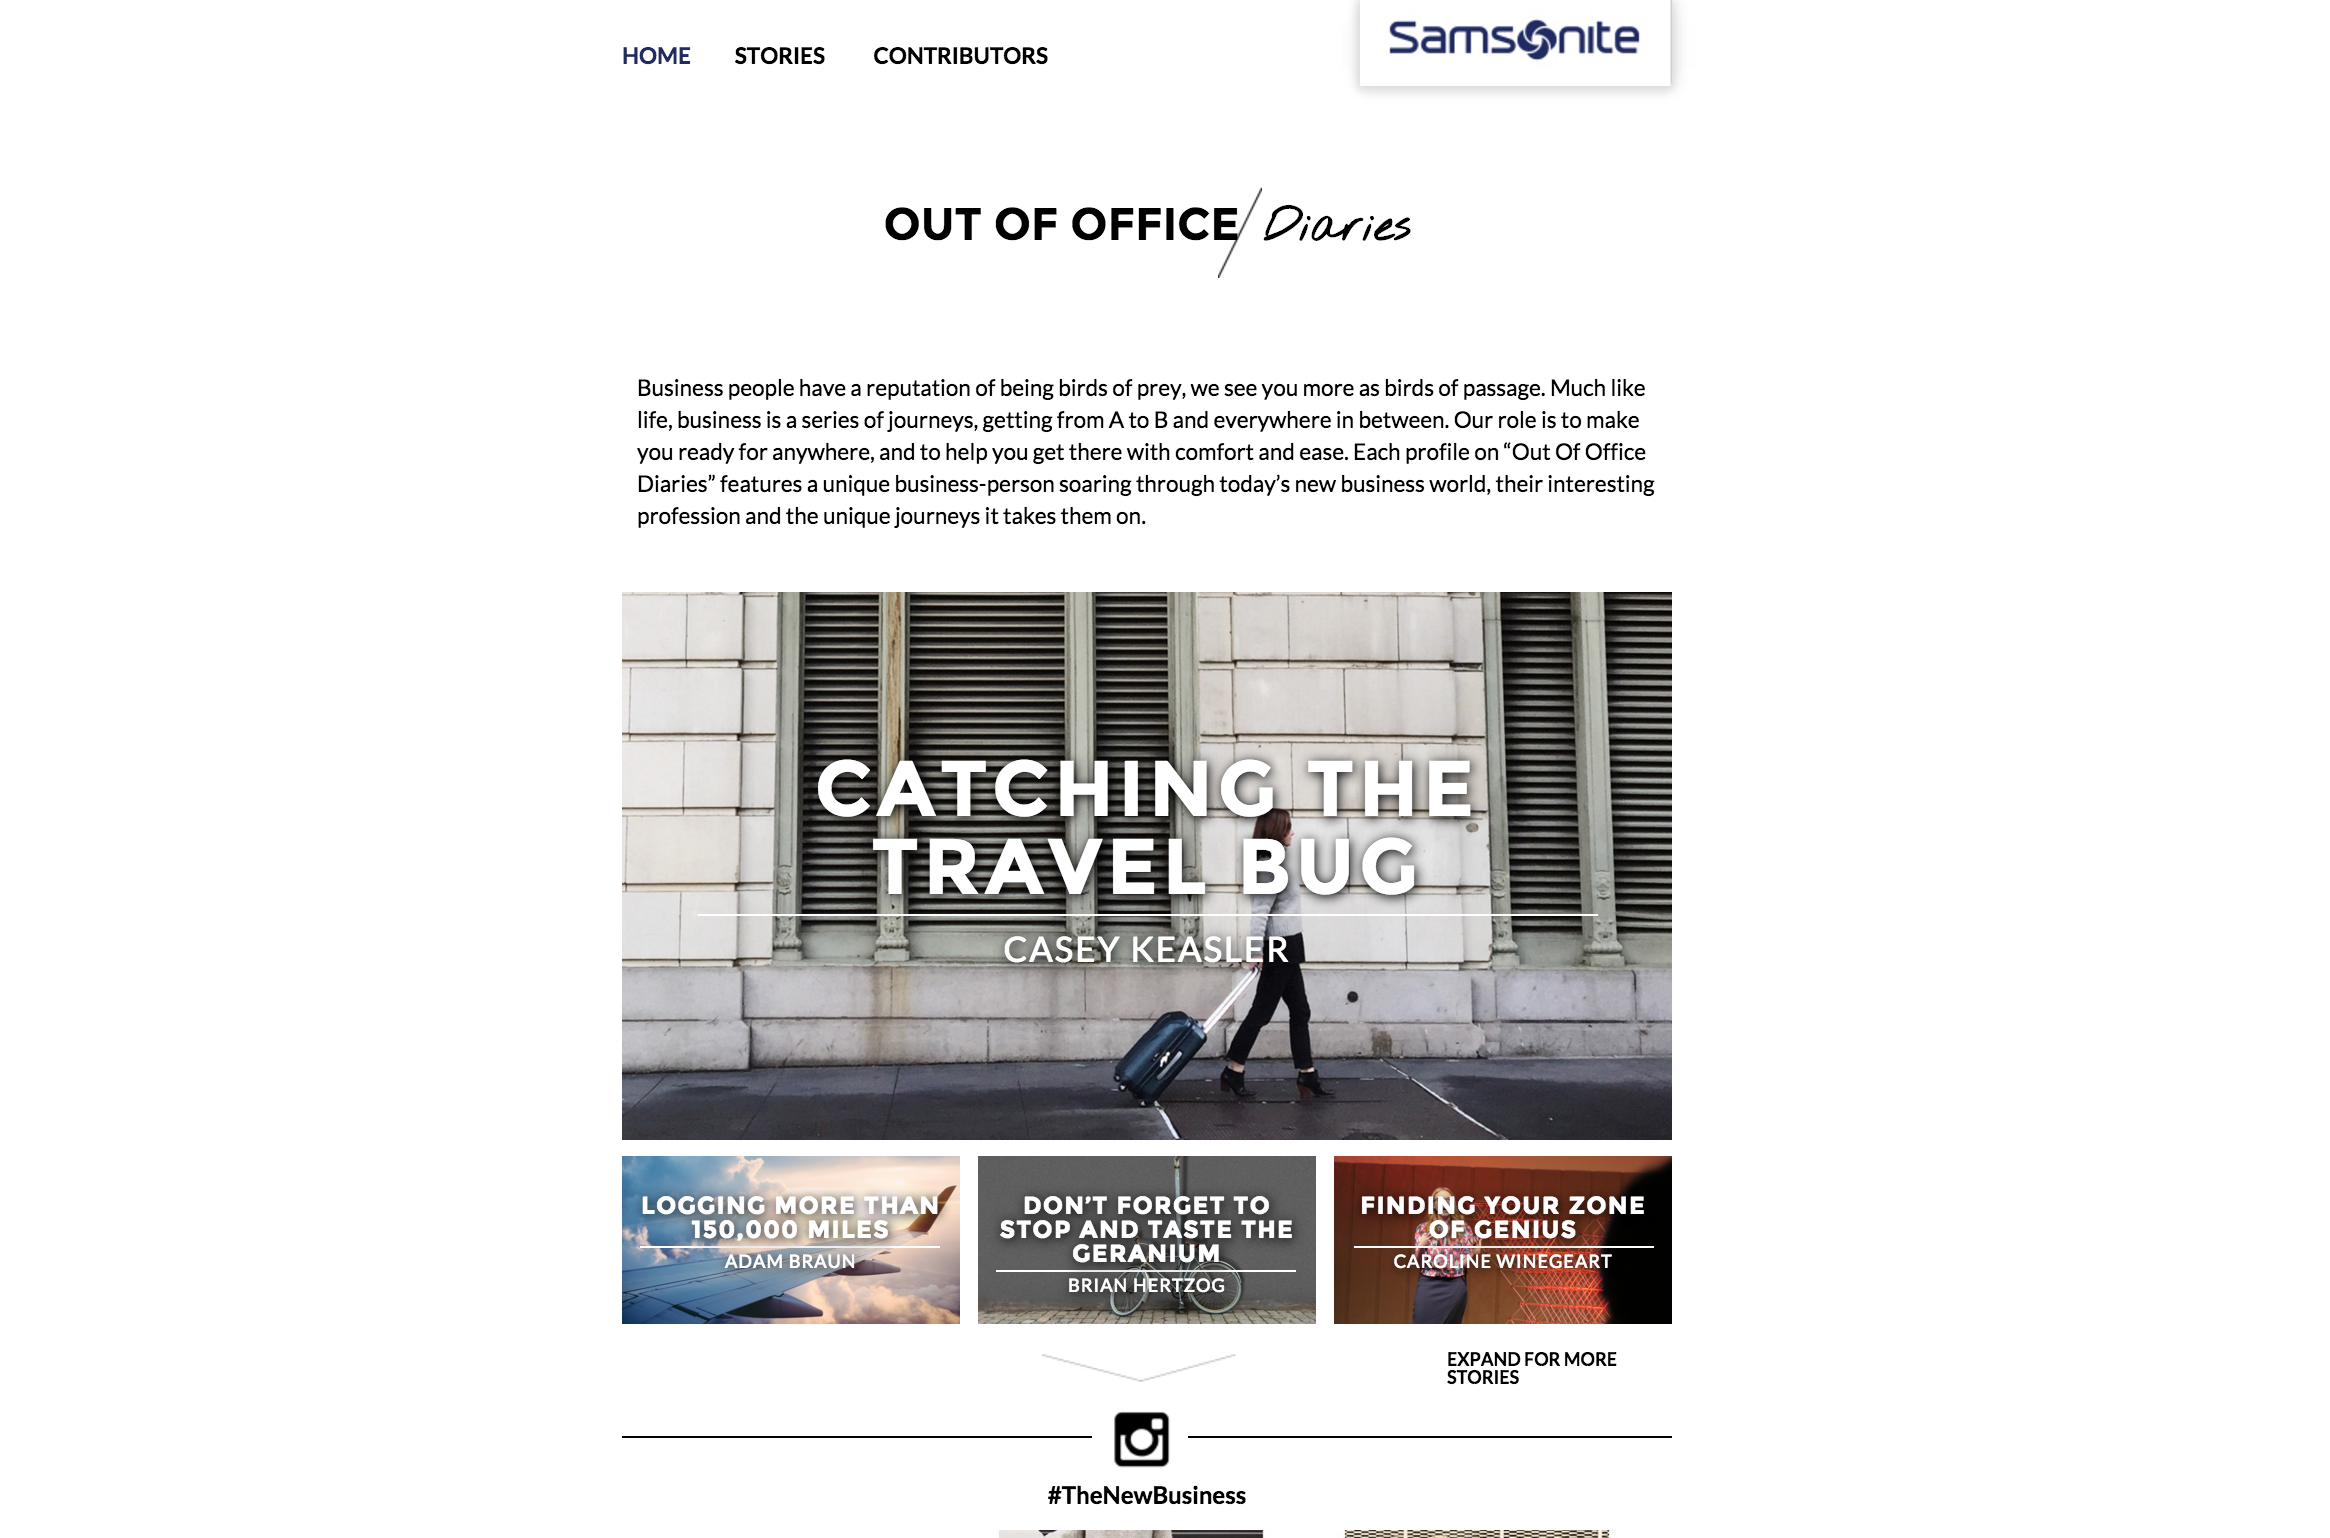 HOME STORIES CONTRIBUTORS
Samsonite
OUT OF OFFICE / Diaries
Business people have a reputation of being birds of prey, we see you more as birds of passage. Much like
life, business is a series of journeys, getting from A to B and everywhere in between. Our role is to make
you ready for anywhere, and to help you get there with comfort and ease. Each profile on “Out Of Office
Diaries” features a unique business-person soaring through today’s new business world, their interesting
profession and the unique journeys it takes them on.
CATCHING THE
TRAVEL BUG
CASEY KEASLER
LOGGING MORE THAN
150,000 MILES
ADAM BRAUN
DON’T FORGET TO
STOP AND TASTE THE
GERANIUM
BRIAN HERTZOG
FINDING YOUR ZONE
OF GENIUS
CAROLINE WINEGEART
EXPAND FOR MORE
STORIES
#TheNewBusiness